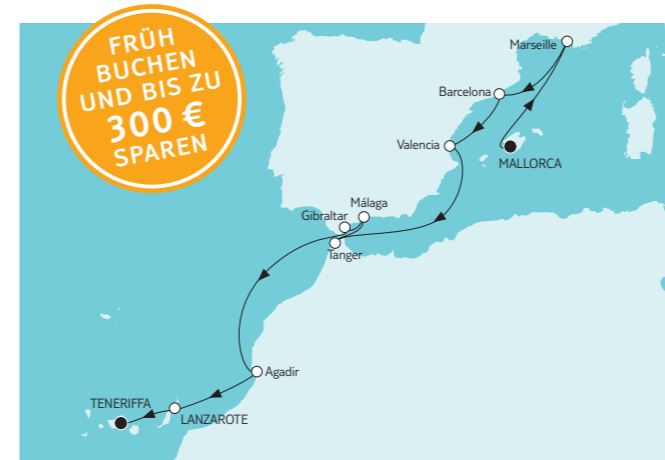 FRÜH
BUCHEN
UND BIS ZU
300 €
SPAREN
Marseille
Barcelona
Valencia
MALLORCA
Málaga
Gibraltar
Tanger
Agadir
TENERIFFA
LANZAROTE